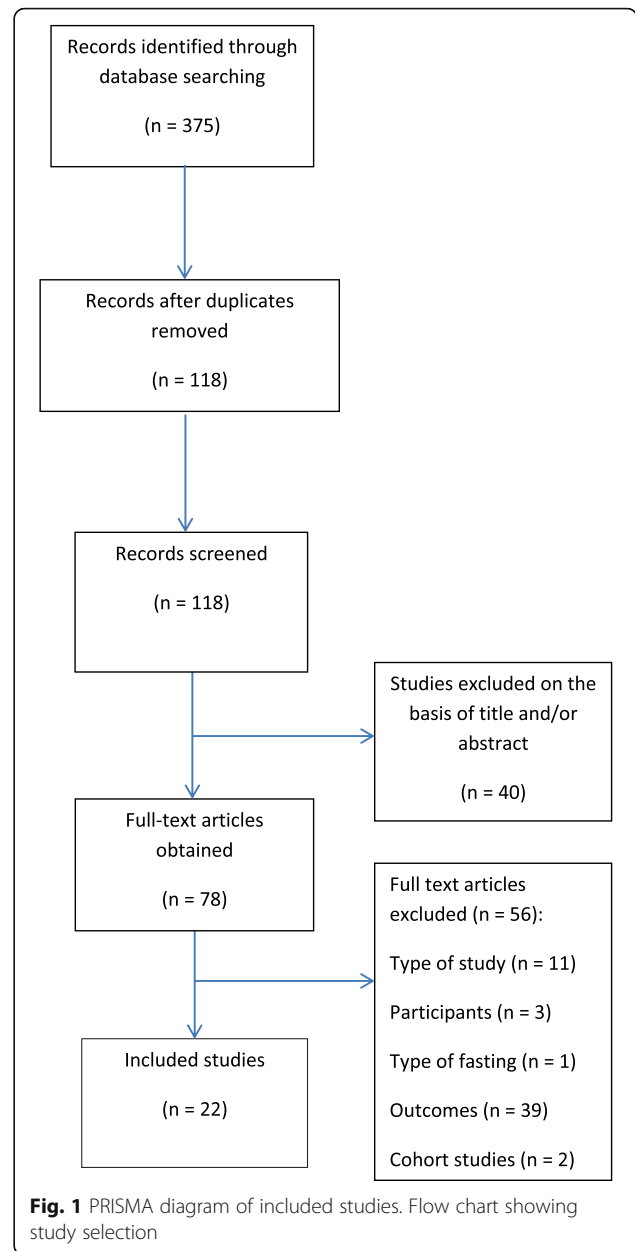 Records identified through
database searching
(n = 375)
Records after duplicates
removed
(n = 118)
Records screened
(n = 118)
Studies excluded on the
basis of title and/or
abstract
(n = 40)
Full-text articles
obtained
(n = 78)
Full text articles
excluded (n = 56):
Type of study (n = 11)
Participants (n = 3)
Type of fasting (n = 1)
Outcomes (n = 39)
Cohort studies (n = 2)
Included studies
(n = 22)
Fig. 1 PRISMA diagram of included studies. Flow chart showing
study selection